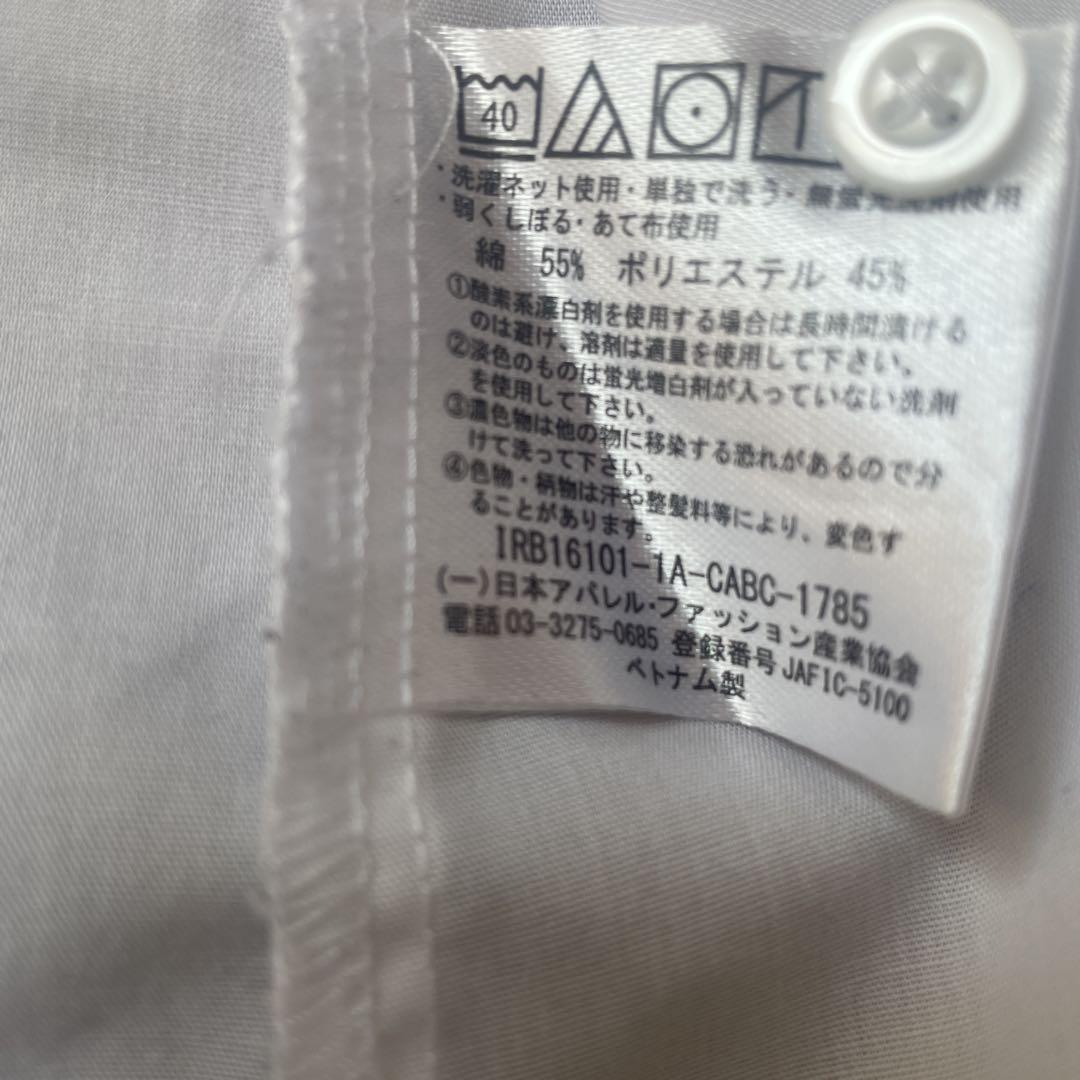 40
・洗濯ネット使用・単独で洗う・無蛍光洗剤使用
・弱くしぼる・あて布使用
綿 55% ポリエステル 45%
①酸素系漂白剤を使用する場合は長時間漬ける
のは避け、溶剤は適量を使用して下さい。
②淡色のものは蛍光増白剤が入っていない洗剤
を使用して下さい。
③濃色物は他の物に移染する恐れがあるので分
けて洗って下さい。
④色物・柄物は汗や整髪料等により、変色す
ることがあります。
IRB16101-1A-CABC-1785
(一)日本アパレル・ファッション産業協会
電話 03-3275-0685 登録番号 JAFIC-5100
ベトナム製